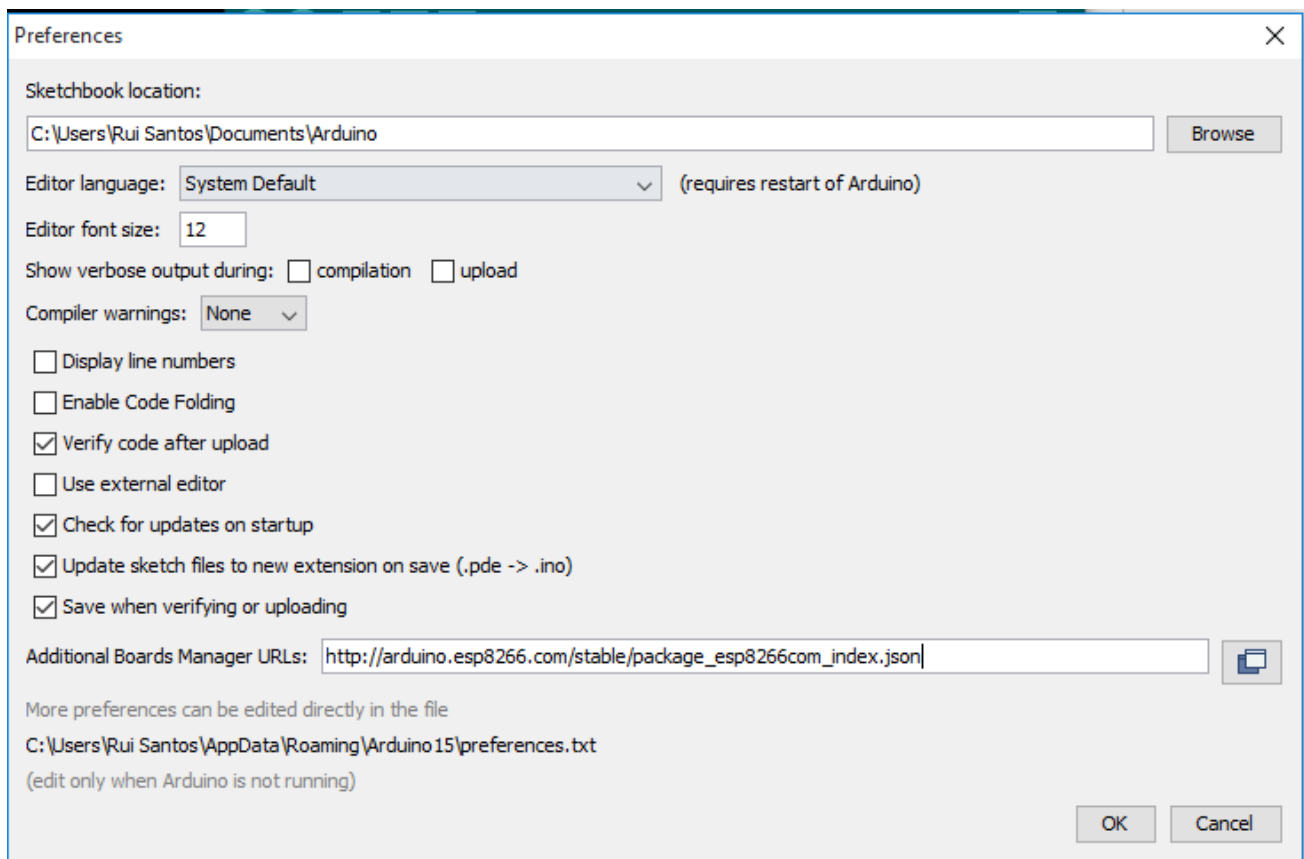 Preferences
Sketchbook location:
C:\Users\Rui Santos\Documents\Arduino Browse
Editor language: System Default (requires restart of Arduino)
Editor font size: 12
Show verbose output during: compilation upload
Compiler warnings: None
Display line numbers
Enable Code Folding
Verify code after upload
Use external editor
Check for updates on startup
Update sketch files to new extension on save (.pde -> .ino)
Save when verifying or uploading
Additional Boards Manager URLs: http://arduino.esp8266.com/stable/package_esp8266com_index.json
More preferences can be edited directly in the file
C:\Users\Rui Santos\AppData\Roaming\Arduino15\preferences.txt
(edit only when Arduino is not running)
OK Cancel